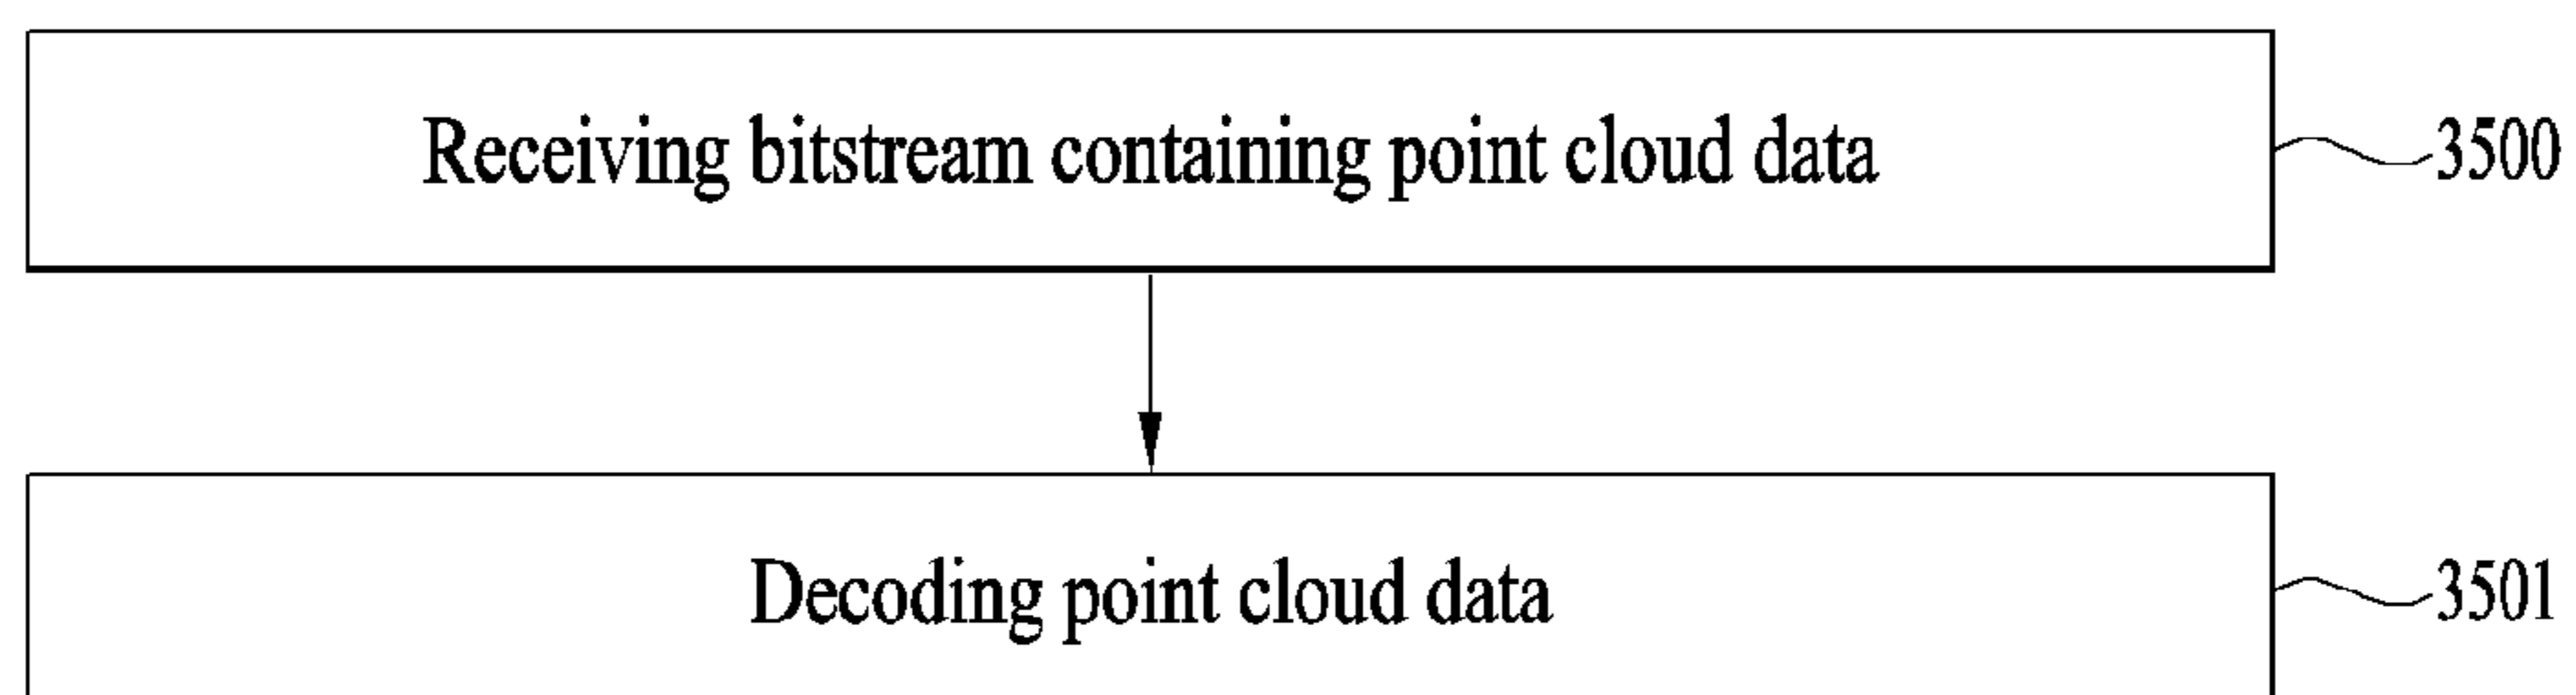 Receiving bitstream containing point cloud data
3500
Decoding point cloud data
3501